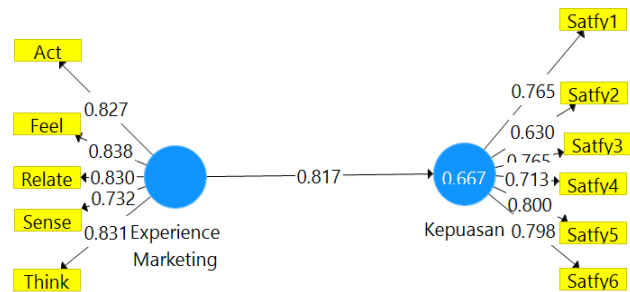 Act
Feel
Relate
Sense
Think
0.827
0.838
0.830
0.732
0.831
Experience
Marketing
0.817
0.667
Kepuasan
0.765
0.630
0.765
0.713
0.800
0.798
Satfy1
Satfy2
Satfy3
Satfy4
Satfy5
Satfy6